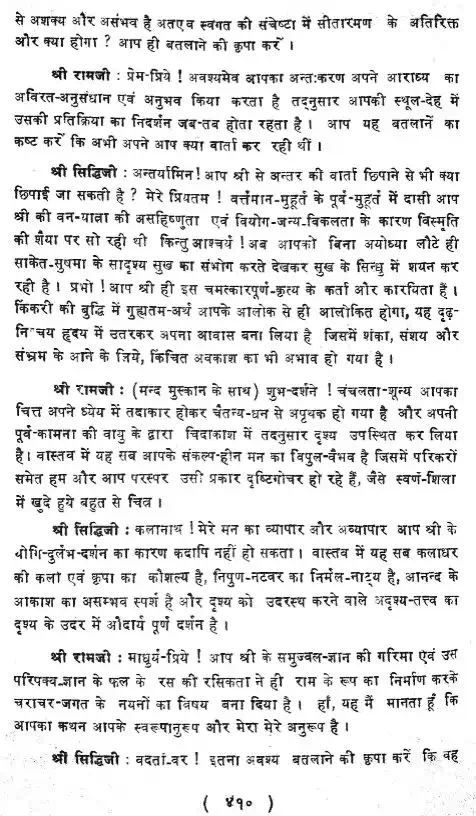 से अशक्य और असंभव है अतएव स्वगत की संचेष्टा में सीतारमण के अतिरिक्त
और क्या होगा ? आप ही बतलाने की कृपा करें ।
श्री रामजी : प्रेम-प्रिये ! अवश्यमेव आपका अन्तःकरण अपने आराध्य का
अविरत-अनुसंधान एवं अनुभव किया करता है तदनुसार आपकी स्थूल-देह में
उसकी प्रतिक्रिया का निदर्शन जब-तब होता रहता है । आप यह बतलाने का
कष्ट करें कि अभी अपने आप क्या वार्ता कर रही थीं ।
श्री सिद्धिजी : अन्तर्यामिन ! आप श्री से अन्तर की वार्ता छिपाने से भी क्या
छिपाई जा सकती है ? मेरे प्रियतम ! वर्त्तमान-मुहूर्त के पूर्व-मुहूर्त में दासी आप
श्री की वन-यात्रा की असहिष्णुता एवं वियोग-जन्य-विकलता के कारण विस्मृति
की शैया पर सो रही थी किन्तु आश्चर्य ! अब आपको बिना अयोध्या लौटे ही
साकेत-सुषमा के सादृश्य सुख का संभोग करते देखकर सुख के सिन्धु में शयन कर
रही है । प्रभो ! आप श्री ही इस चमत्कारपूर्ण-कृत्य के कर्ता और कारयिता हैं ।
किंकरी की बुद्धि में गुह्यतम-अर्थ आपके आलोक से ही आलोकित होगा, यह दृढ़-
निश्चय हृदय में उतरकर अपना आवास बना लिया है जिसमें शंका, संशय और
संभ्रम के आने के लिये, किंचित अवकाश का भी अभाव हो गया है ।
श्री रामजी : (मन्द मुस्कान के साथ) शुभ-दर्शने ! चंचलता-शून्य आपका
चित्त अपने ध्येय में तदाकार होकर चैतन्य-घन से अपृथक हो गया है और अपनी
पूर्व-कामना की वायु के द्वारा चिदाकाश में तदनुसार दृश्य उपस्थित कर लिया
है । वास्तव में यह सब आपके संकल्प-हीन मन का विपुल-वैभव है जिसमें परिकरों
समेत हम और आप परस्पर उसी प्रकार दृष्टिगोचर हो रहे हैं, जैसे स्वर्ण-शिला
में खुदे हुये बहुत से चित्र ।
श्री सिद्धिजी : कलानाथ ! मेरे मन का व्यापार और अव्यापार आप श्री के
योगि-दुर्लभ-दर्शन का कारण कदापि नहीं हो सकता । वास्तव में यह सब कलाधर
की कला एवं कृपा का कौशल्य है, निपुण-नटवर का निर्मल-नाट्य है, आनन्द के
आकाश का असम्भव स्पर्श है और दृश्य को उदरस्थ करने वाले अदृश्य-तत्त्व का
दृश्य के उदर में औदार्य पूर्ण दर्शन है ।
श्री रामजी : माधुर्य-प्रिये ! आप श्री के समुज्वल-ज्ञान की गरिमा एवं उस
परिपक्य-ज्ञान के फल के रस की रसिकता ने ही राम के रूप का निर्माण करके
चराचर-जगत के नयनों का विषय बना दिया है । हाँ, यह मैं मानता हूँ कि
आपका कथन आपके स्वरूपानुरूप और मेरा मेरे अनुरूप है ।
श्री सिद्धिजी : वदतां-वर ! इतना अवश्य बतलाने की कृपा करें कि वह
( ४१० )